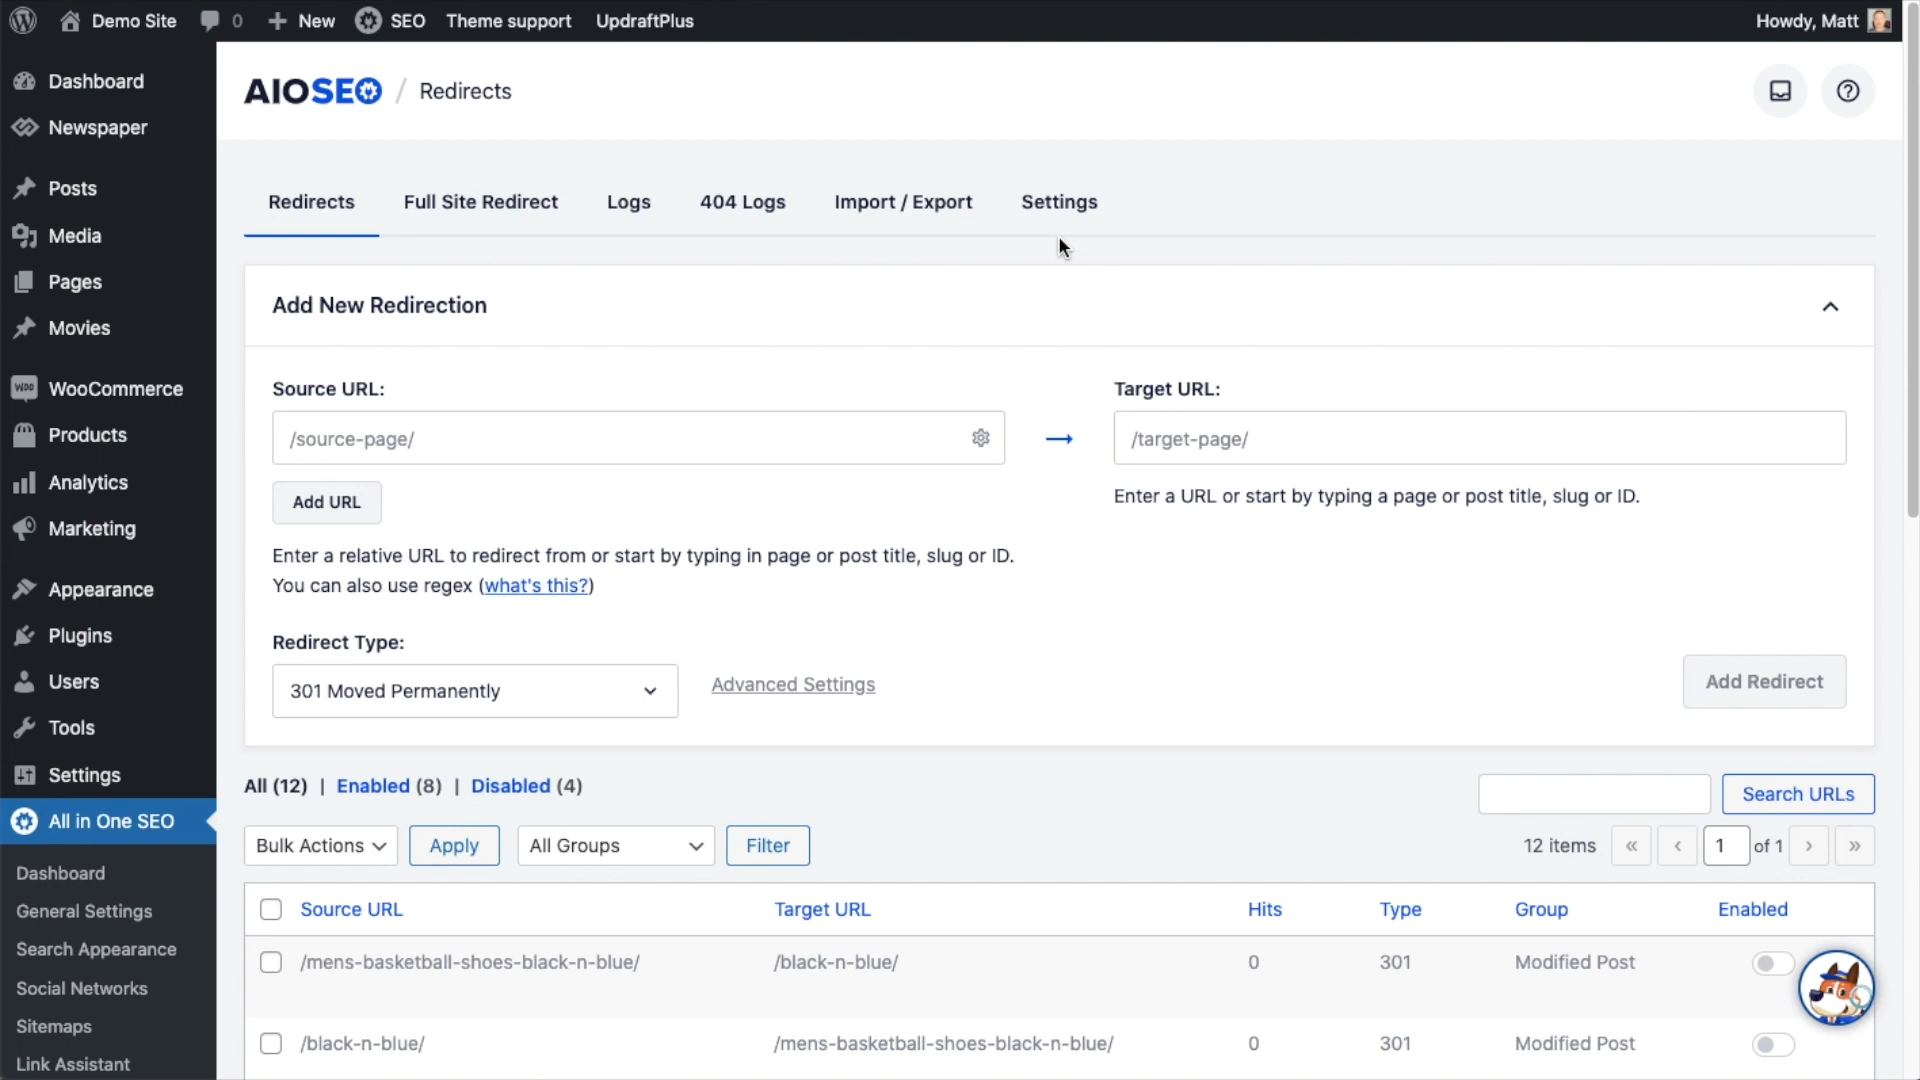 Demo Site 0 New SEO Theme support UpdraftPlus Howdy, Matt
Dashboard
Newspaper
Posts
Media
Pages
Movies
WooCommerce
Products
Analytics
Marketing
Appearance
Plugins
Users
Tools
Settings
All in One SEO
Dashboard
General Settings
Search Appearance
Social Networks
Sitemaps
Link Assistant
AIOSEO / Redirects
Redirects Full Site Redirect Logs 404 Logs Import / Export Settings
Add New Redirection
Source URL:
/source-page/
Add URL
Enter a relative URL to redirect from or start by typing in page or post title, slug or ID.
You can also use regex (what's this?)
Target URL:
/target-page/
Enter a URL or start by typing a page or post title, slug or ID.
Redirect Type:
301 Moved Permanently
Advanced Settings
Add Redirect
All (12) | Enabled (8) | Disabled (4)
Search URLs
Bulk Actions Apply All Groups Filter
12 items « ‹ 1 of 1 › »
Source URL Target URL Hits Type Group Enabled
/mens-basketball-shoes-black-n-blue/ /black-n-blue/ 0 301 Modified Post
/black-n-blue/ /mens-basketball-shoes-black-n-blue/ 0 301 Modified Post